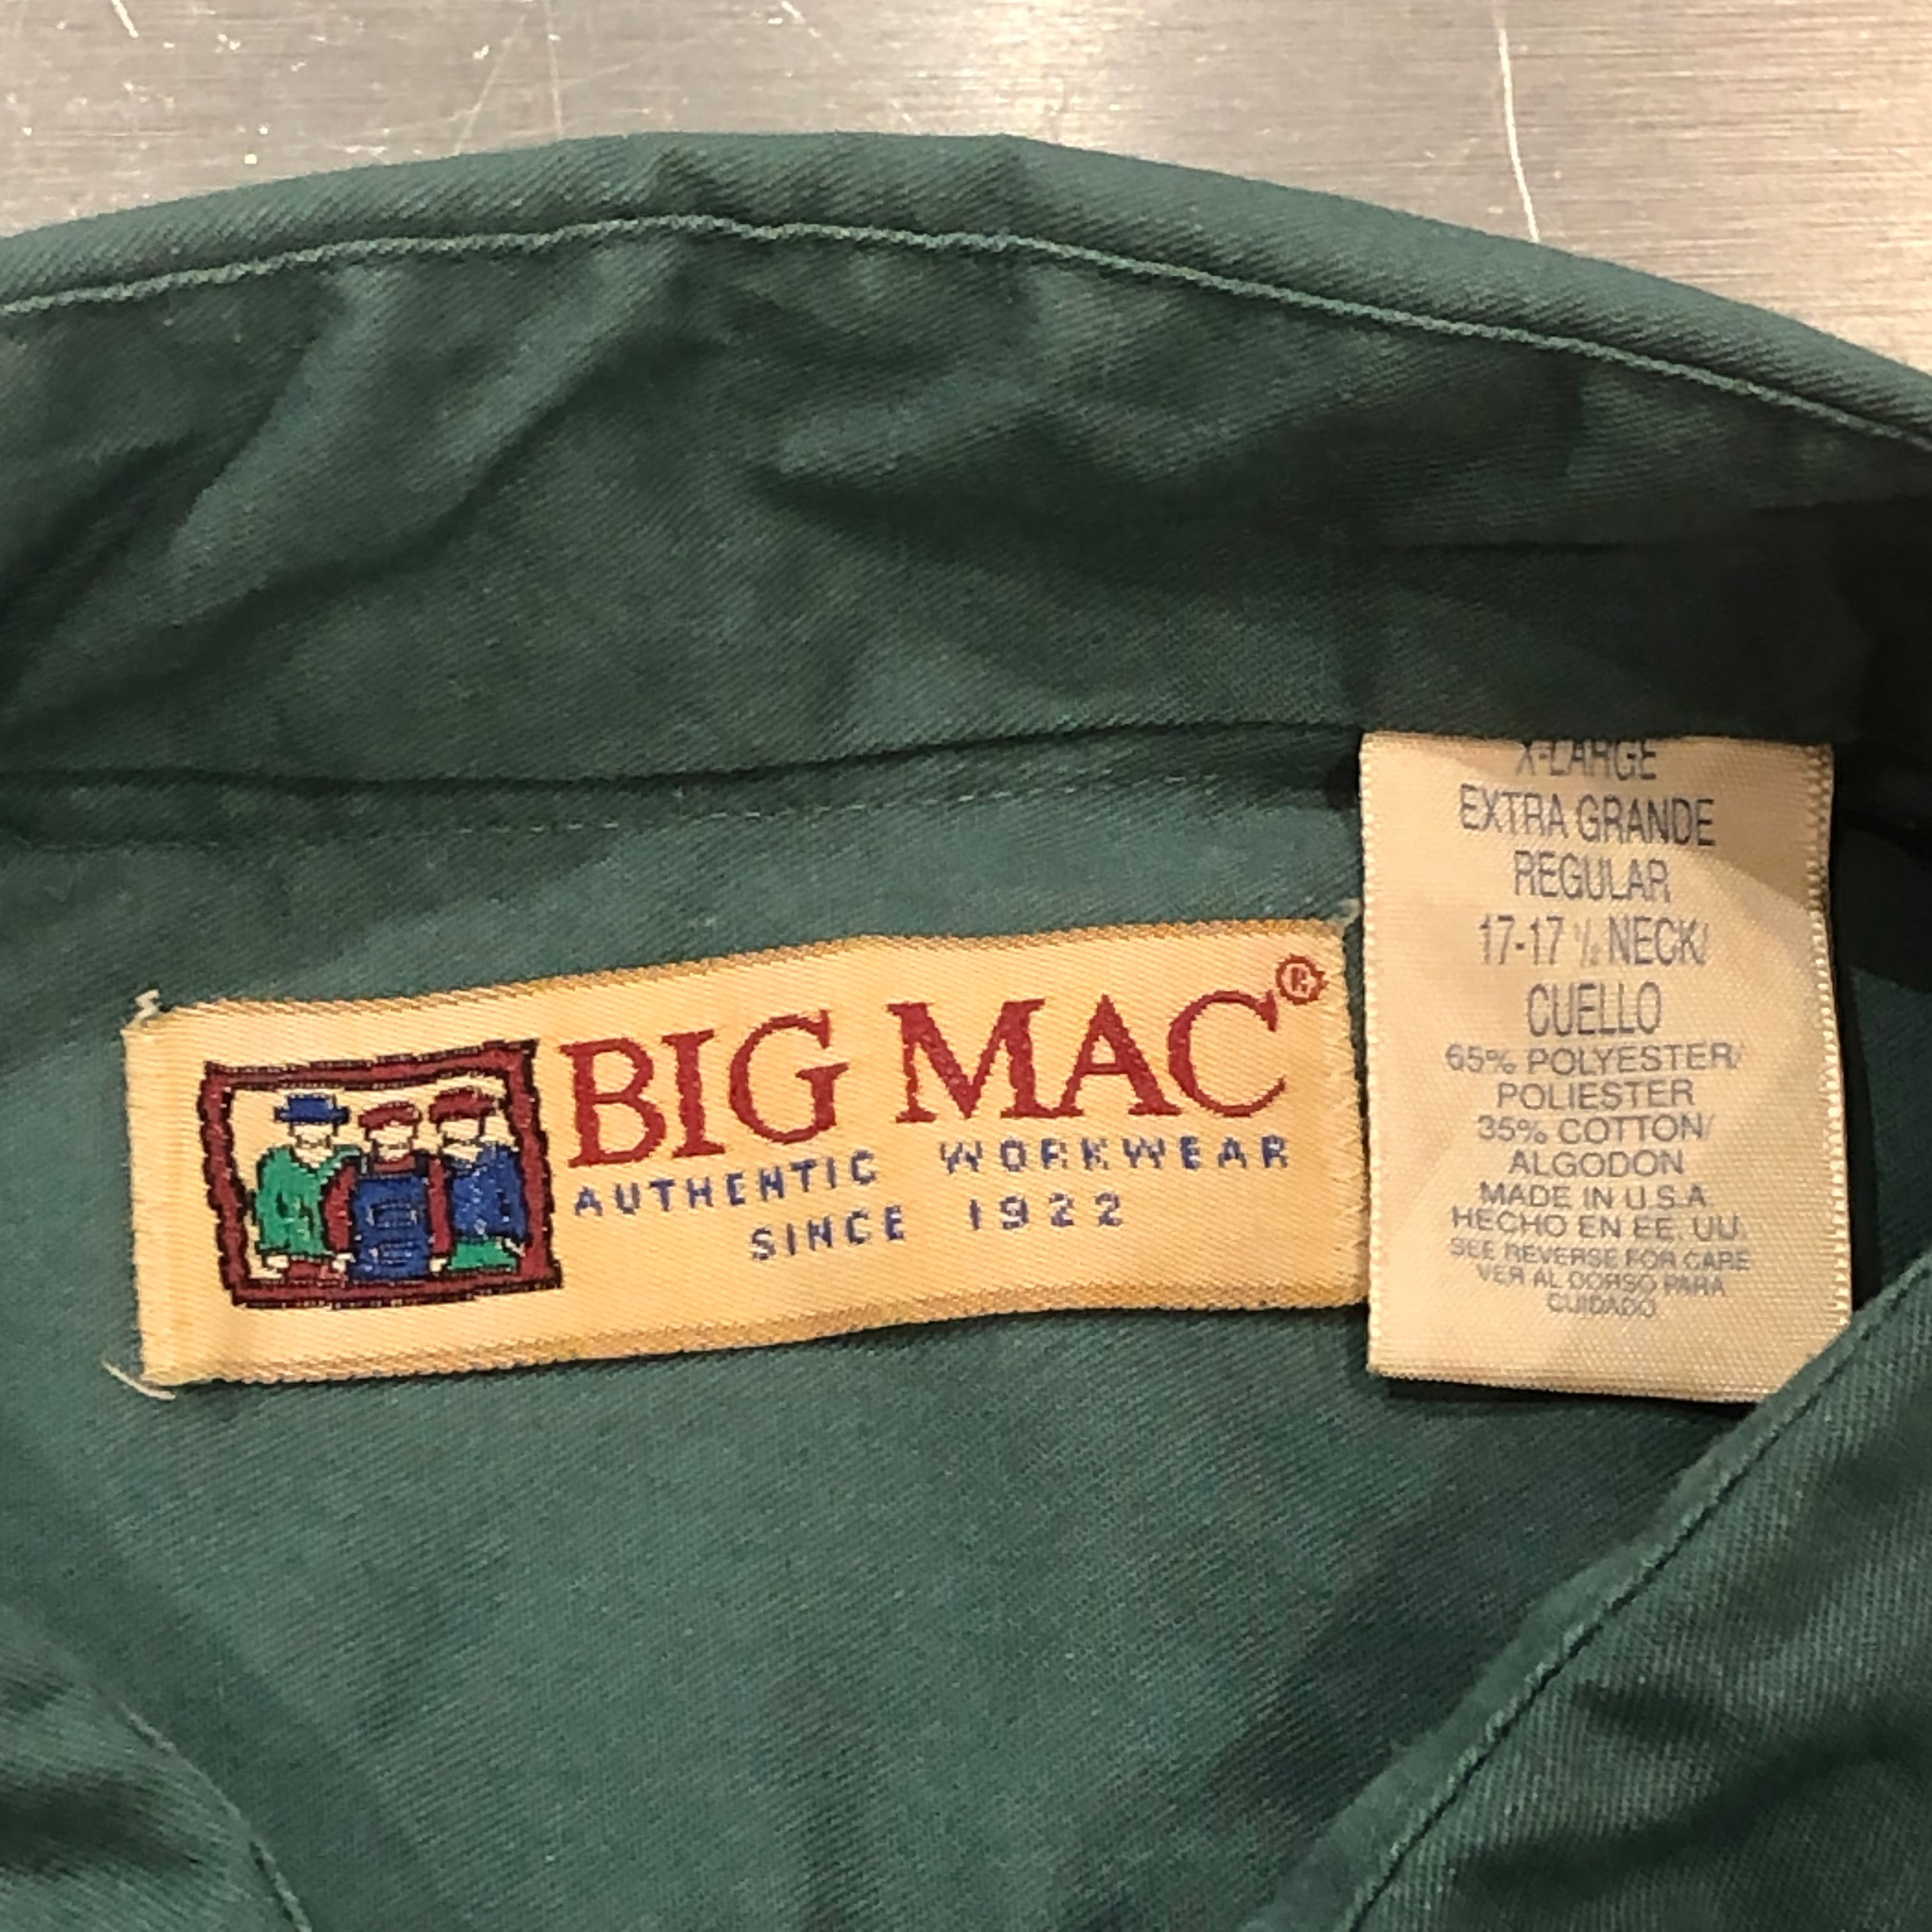 BIG MAC®
AUTHENTIC WORKWEAR
SINCE 1922
X-LARGE
EXTRA GRANDE
REGULAR
17-17 ½ NECK/
CUELLO
65% POLYESTER/
POLIESTER
35% COTTON/
ALGODON
MADE IN U.S.A.
HECHO EN EE. UU.
SEE REVERSE FOR CARE
VER AL DORSO PARA
CUIDADO